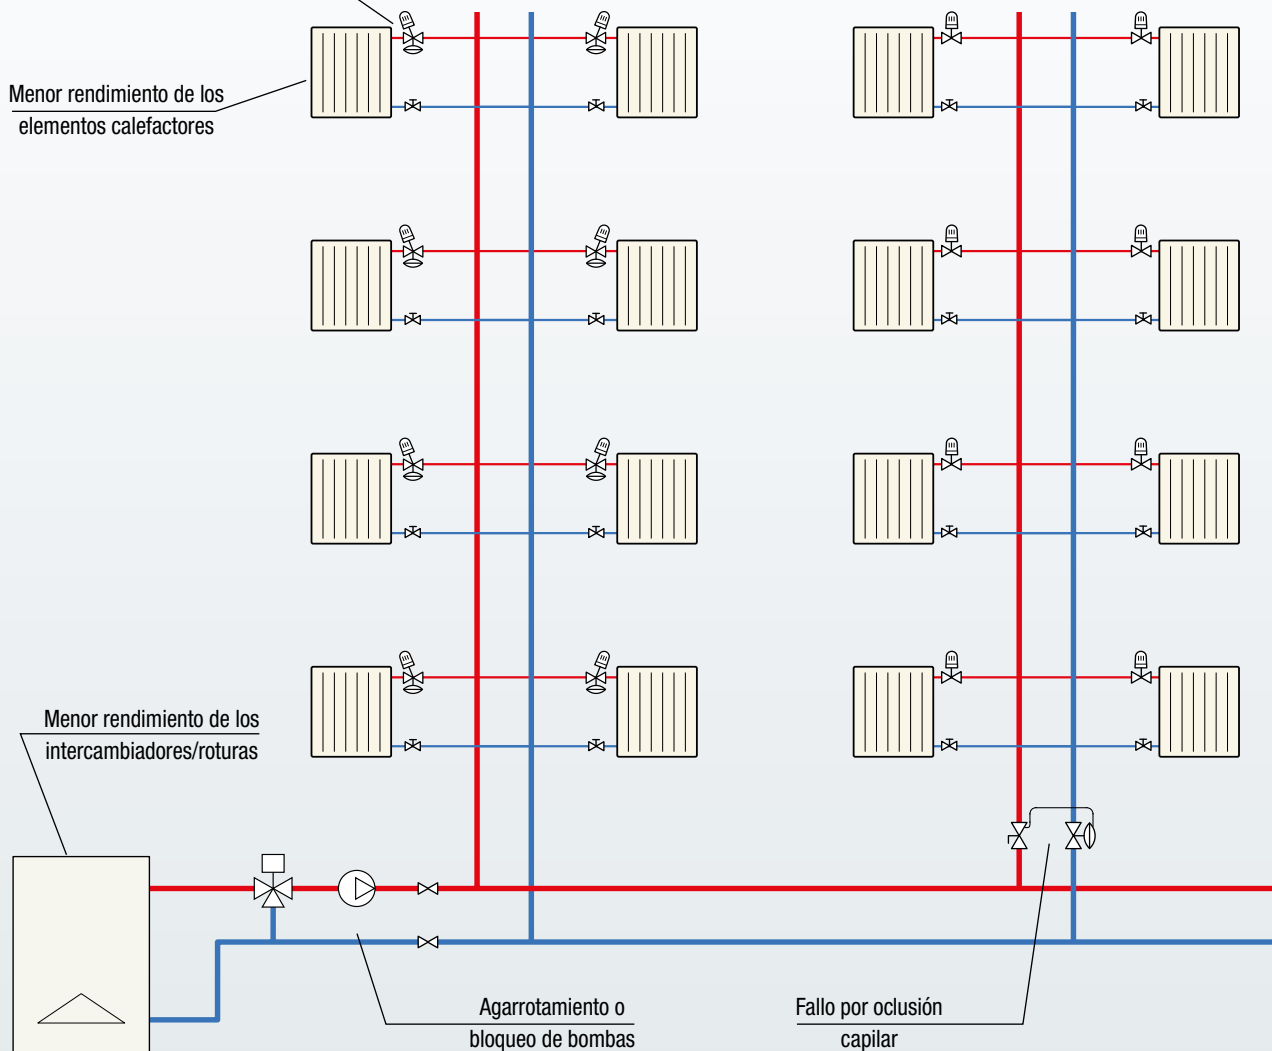 Menor rendimiento de los
elementos calefactores
Menor rendimiento de los
intercambiadores/roturas
Agarrotamiento o
bloqueo de bombas
Fallo por oclusión
capilar